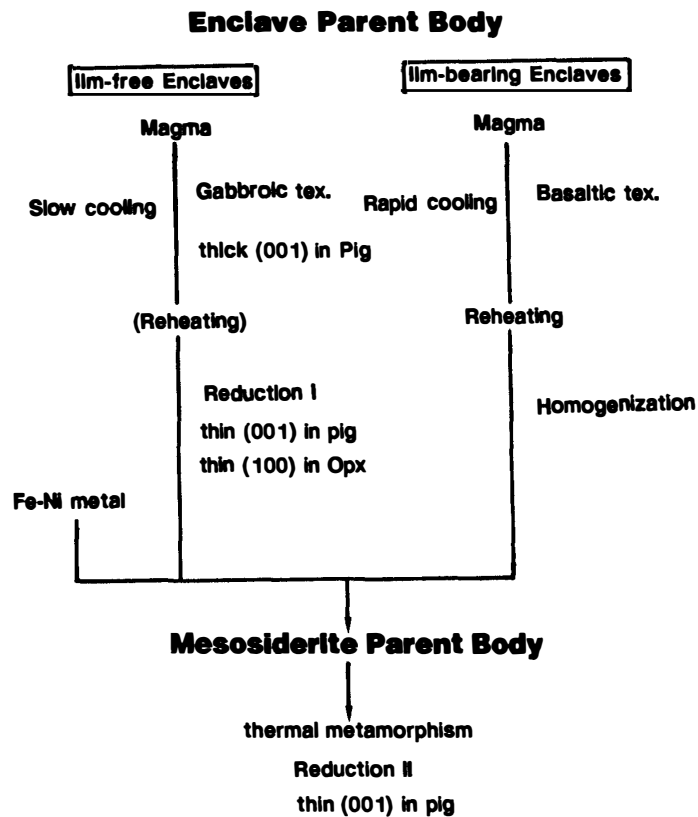 Enclave Parent Body
Ilm-free Enclaves
Ilm-bearing Enclaves
Magma
Magma
Slow cooling
Gabbroic tex.
Rapid cooling
Basaltic tex.
thick (001) in Pig
(Reheating)
Reheating
Reduction I
Homogenization
thin (001) in pig
thin (100) in Opx
Fe-Ni metal
Mesosiderite Parent Body
thermal metamorphism
Reduction II
thin (001) in pig